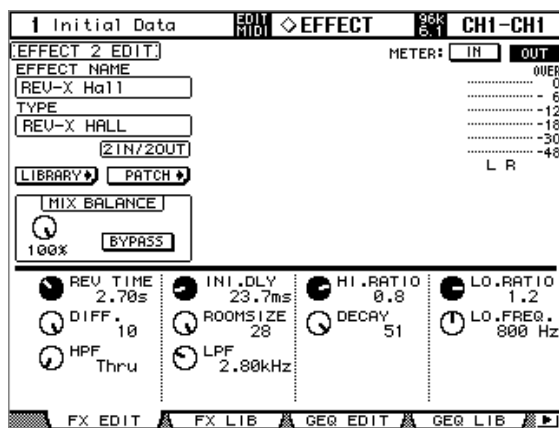 1 Initial Data EDIT MIDI ◇EFFECT 96k 6.1 CH1-CH1
EFFECT 2 EDIT METER: IN OUT
EFFECT NAME
REV-X Hall
TYPE
REV-X HALL
2IN/2OUT
LIBRARY PATCH
OVER
0
- 6
-12
-18
-30
-48
L R
MIX BALANCE
100% BYPASS
REV TIME INI.DLY HI.RATIO LO.RATIO
2.70s 23.7ms 0.8 1.2
DIFF. ROOMSIZE DECAY LO.FREQ.
10 28 51 800 Hz
HPF LPF
Thru 2.80kHz
FX EDIT FX LIB GEQ EDIT GEQ LIB